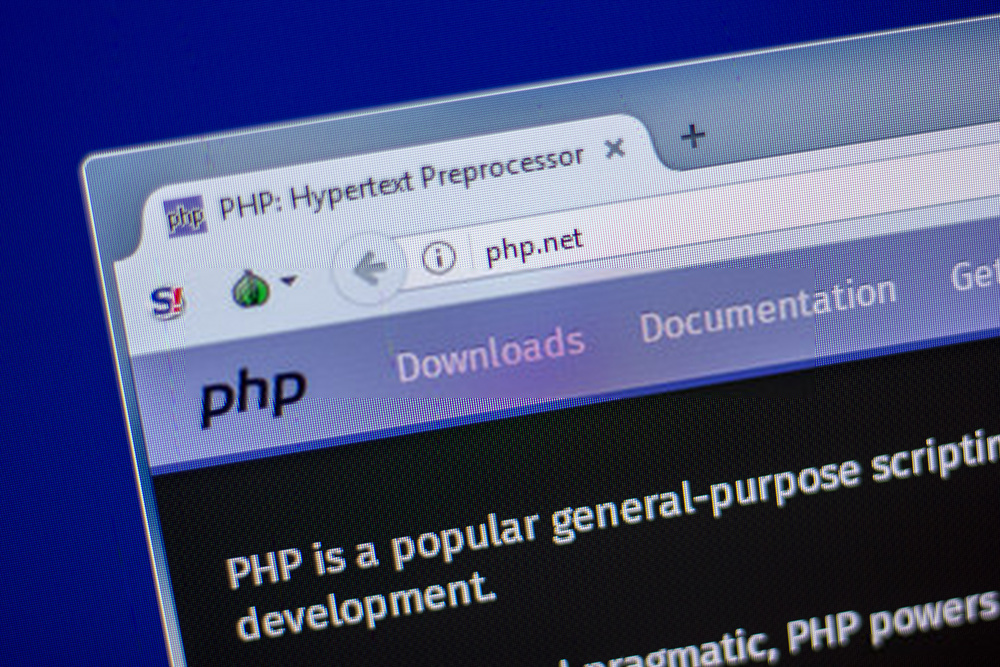 php PHP: Hypertext Preprocessor
S! php.net
php Downloads Documentation Get
PHP is a popular general-purpose scriptin
development.
pragmatic, PHP powers